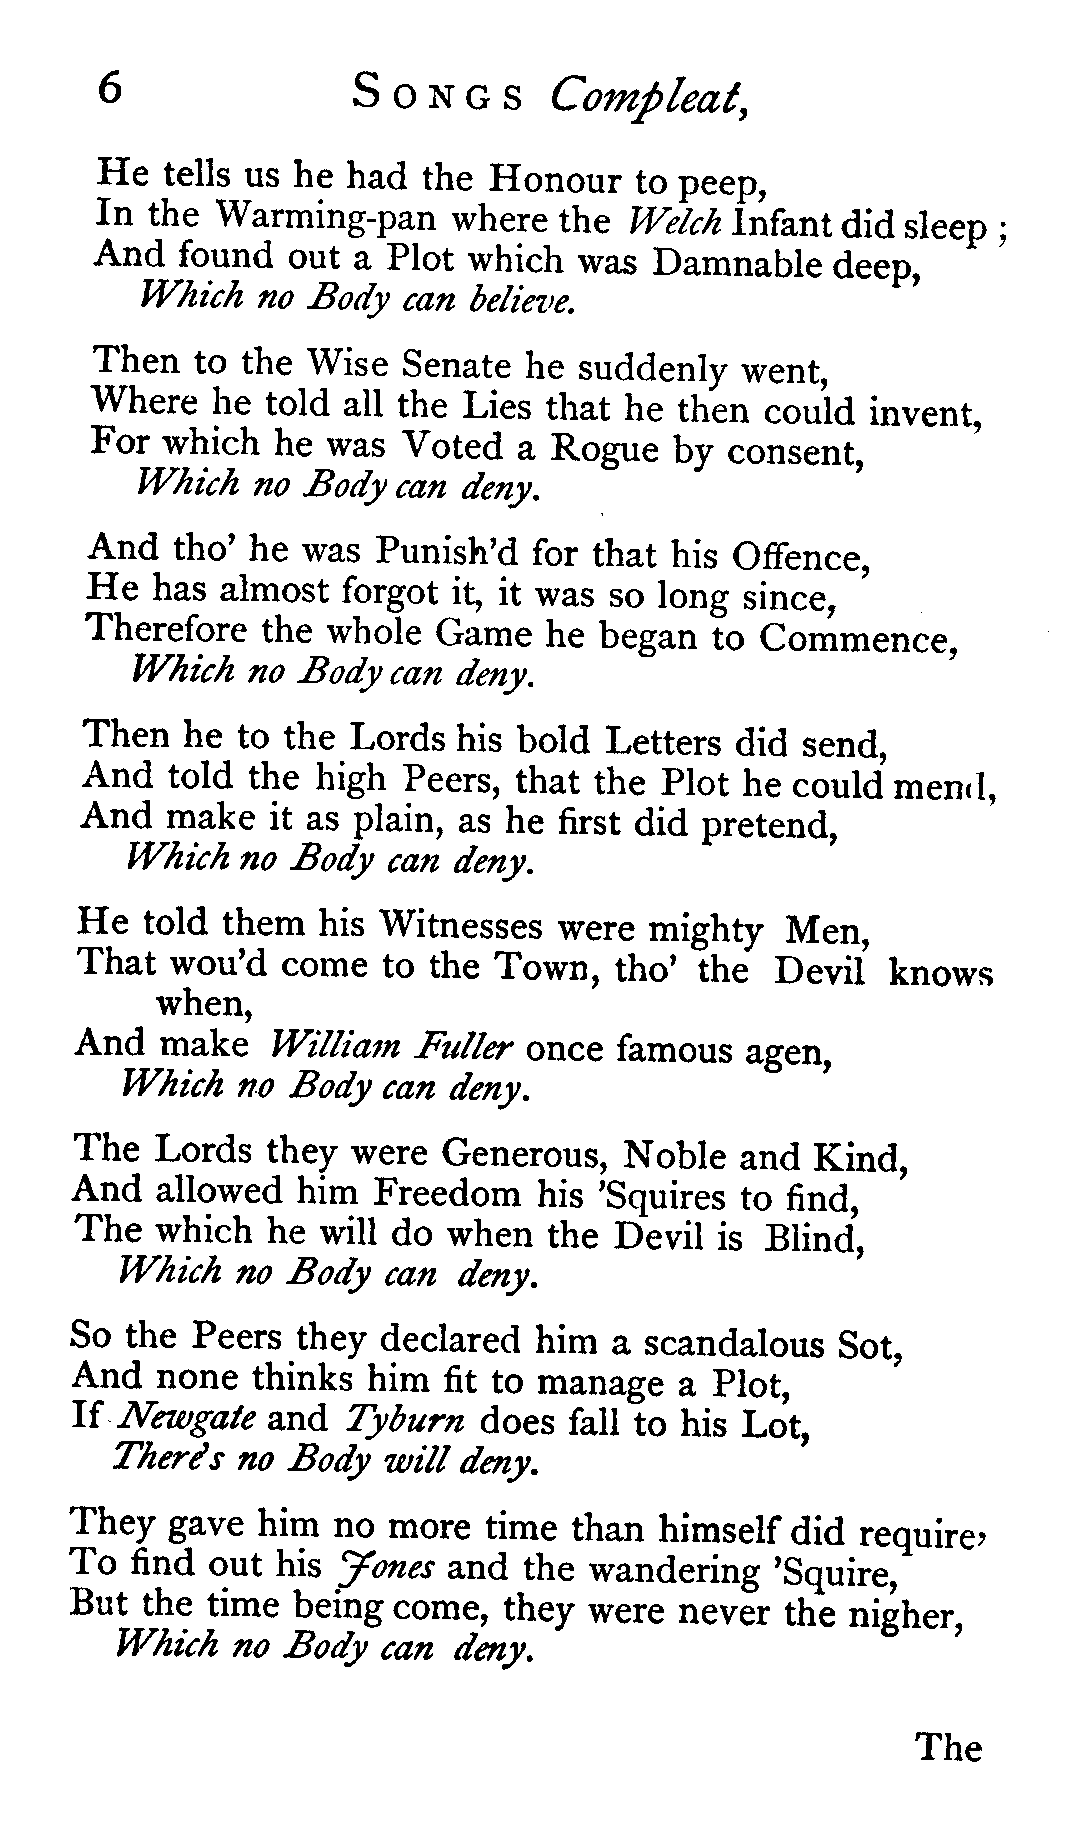 6 SONGS Compleat,
He tells us he had the Honour to peep,
In the Warming-pan where the Welch Infant did sleep ;
And found out a Plot which was Damnable deep,
Which no Body can believe.
Then to the Wise Senate he suddenly went,
Where he told all the Lies that he then could invent,
For which he was Voted a Rogue by consent,
Which no Body can deny.
And tho' he was Punish'd for that his Offence,
He has almost forgot it, it was so long since,
Therefore the whole Game he began to Commence,
Which no Body can deny.
Then he to the Lords his bold Letters did send,
And told the high Peers, that the Plot he could mend,
And make it as plain, as he first did pretend,
Which no Body can deny.
He told them his Witnesses were mighty Men,
That wou'd come to the Town, tho' the Devil knows
when,
And make William Fuller once famous agen,
Which no Body can deny.
The Lords they were Generous, Noble and Kind,
And allowed him Freedom his 'Squires to find,
The which he will do when the Devil is Blind,
Which no Body can deny.
So the Peers they declared him a scandalous Sot,
And none thinks him fit to manage a Plot,
If Newgate and Tyburn does fall to his Lot,
There's no Body will deny.
They gave him no more time than himself did require,
To find out his Jones and the wandering 'Squire,
But the time being come, they were never the nigher,
Which no Body can deny.
The